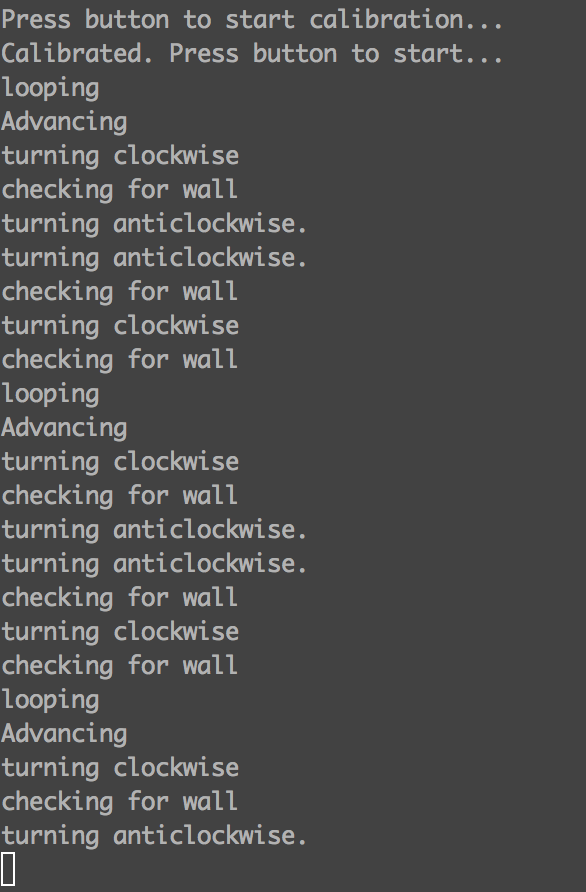 Press button to start calibration...
Calibrated. Press button to start...
looping
Advancing
turning clockwise
checking for wall
turning anticlockwise.
turning anticlockwise.
checking for wall
turning clockwise
checking for wall
looping
Advancing
turning clockwise
checking for wall
turning anticlockwise.
turning anticlockwise.
checking for wall
turning clockwise
checking for wall
looping
Advancing
turning clockwise
checking for wall
turning anticlockwise.